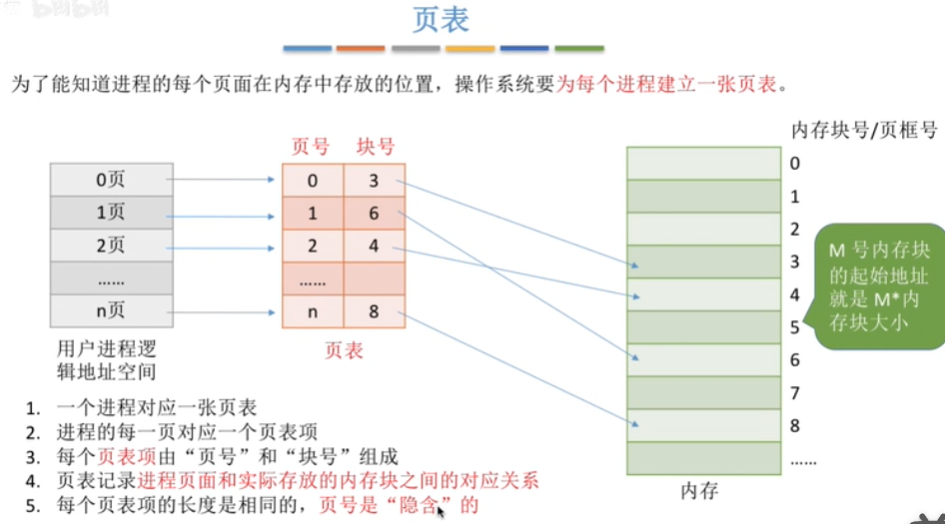 bilibili
页表
为了能知道进程的每个页面在内存中存放的位置，操作系统要为每个进程建立一张页表。
内存块号/页框号
页号 块号
0页 0 3 0
1页 1 6 1
2页 2 4 2
…… …… 3
n页 n 8 4
5
6
7
8
……
M 号内存块
的起始地址
就是 M*内
存块大小
用户进程逻
辑地址空间
页表
内存
1. 一个进程对应一张页表
2. 进程的每一页对应一个页表项
3. 每个页表项由“页号”和“块号”组成
4. 页表记录进程页面和实际存放的内存块之间的对应关系
5. 每个页表项的长度是相同的，页号是“隐含”的